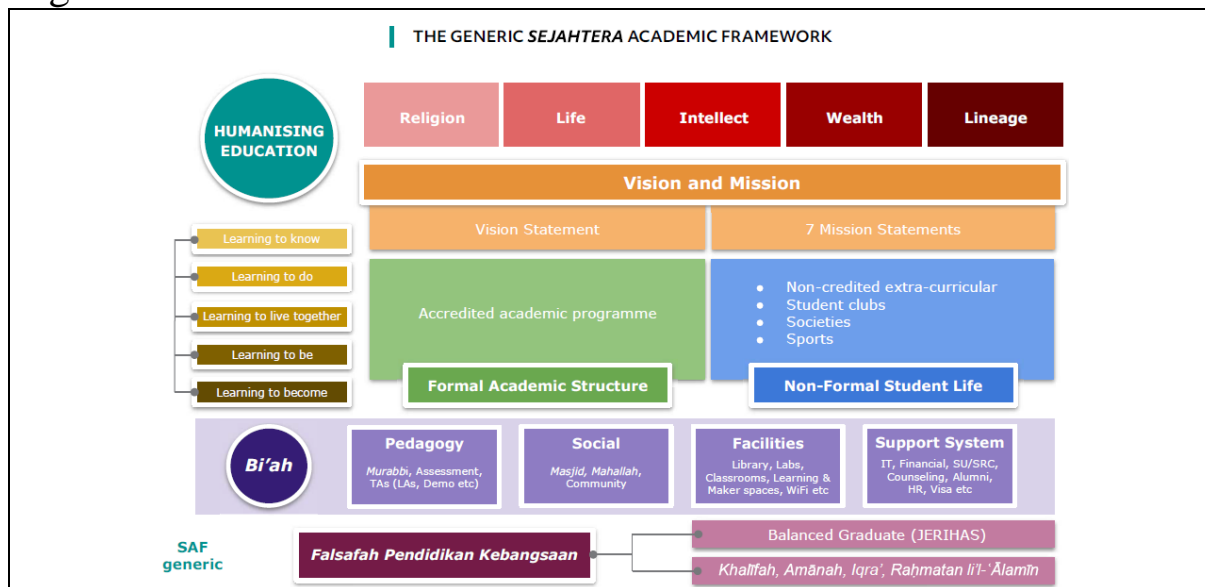 THE GENERIC SEJAHTERA ACADEMIC FRAMEWORK
HUMANISING
EDUCATION
Religion
Life
Intellect
Wealth
Lineage
Vision and Mission
Vision Statement
7 Mission Statements
Learning to know
Learning to do
Learning to live together
Learning to be
Learning to become
Accredited academic programme
Formal Academic Structure
• Non-credited extra-curricular
• Student clubs
• Societies
• Sports
Non-Formal Student Life
Bi’ah
Pedagogy
Murabbi, Assessment,
TAs (LAs, Demo etc)
Social
Masjid, Mahallah,
Community
Facilities
Library, Labs,
Classrooms, Learning &
Maker spaces, WiFi etc
Support System
IT, Financial, SU/SRC,
Counseling, Alumni,
HR, Visa etc
SAF
generic
Falsafah Pendidikan Kebangsaan
Balanced Graduate (JERIHAS)
Khalīfah, Amānah, Iqra’, Raḥmatan li’l-‘Ālamīn